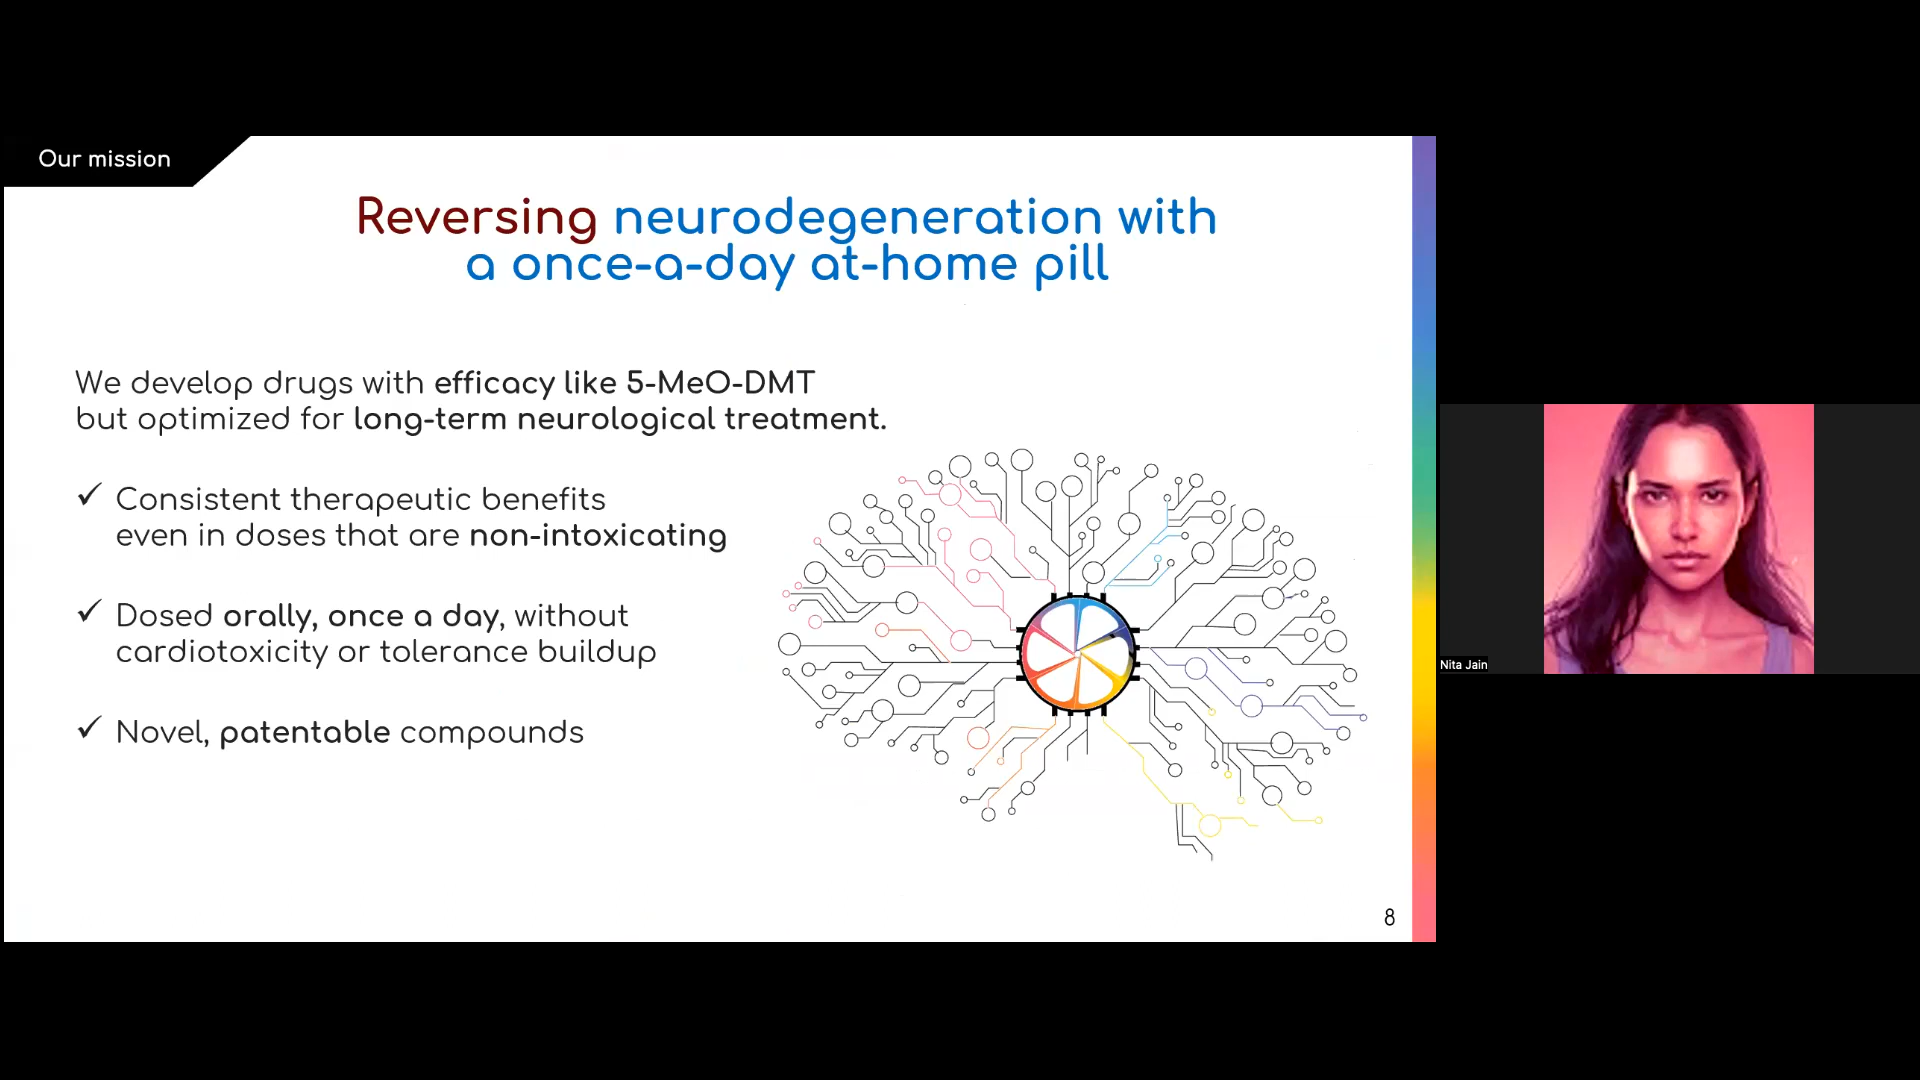 Our mission
Reversing neurodegeneration with
a once-a-day at-home pill
We develop drugs with efficacy like 5-MeO-DMT
but optimized for long-term neurological treatment.
✓ Consistent therapeutic benefits
even in doses that are non-intoxicating
✓ Dosed orally, once a day, without
cardiotoxicity or tolerance buildup
✓ Novel, patentable compounds
8
Nita Jain